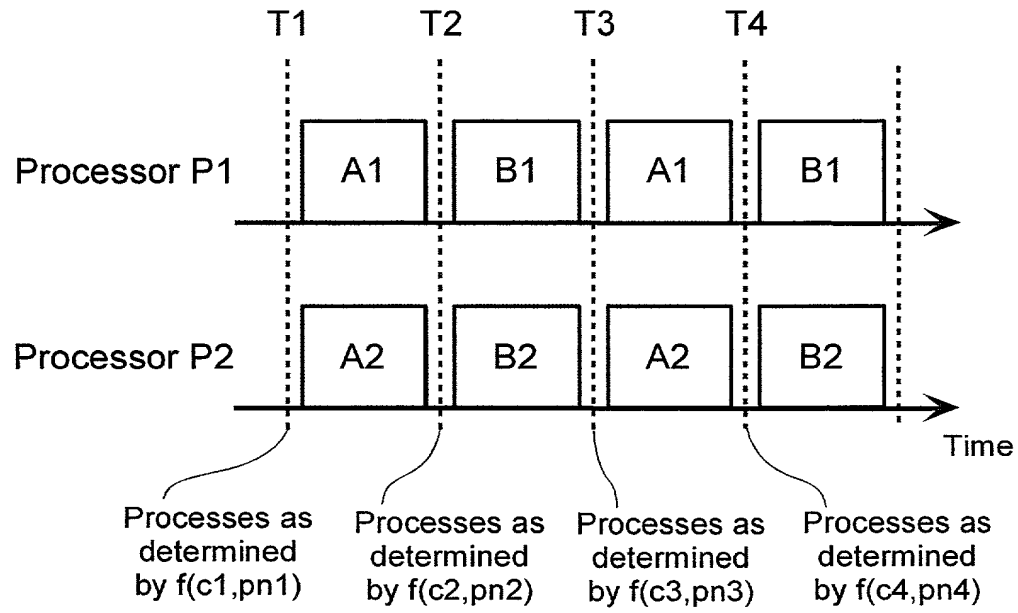 T1 T2 T3 T4
Processor P1 A1 B1 A1 B1
Processor P2 A2 B2 A2 B2
Time
Processes as determined by f(c1,pn1)
Processes as determined by f(c2,pn2)
Processes as determined by f(c3,pn3)
Processes as determined by f(c4,pn4)